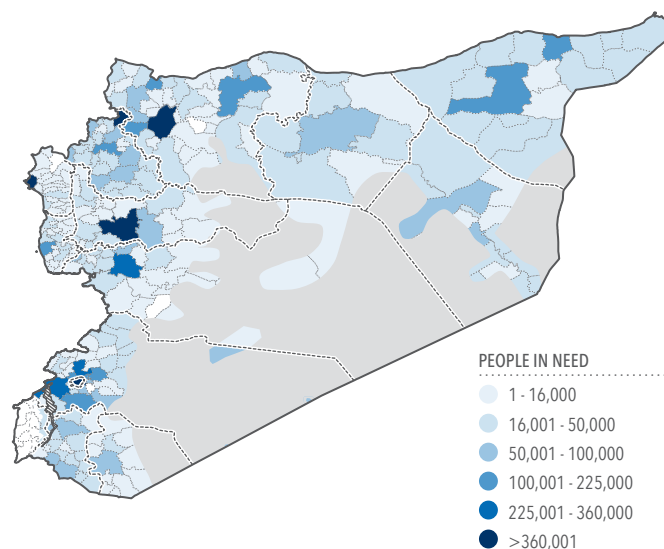 PEOPLE IN NEED
1 - 16,000
16,001 - 50,000
50,001 - 100,000
100,001 - 225,000
225,001 - 360,000
>360,001